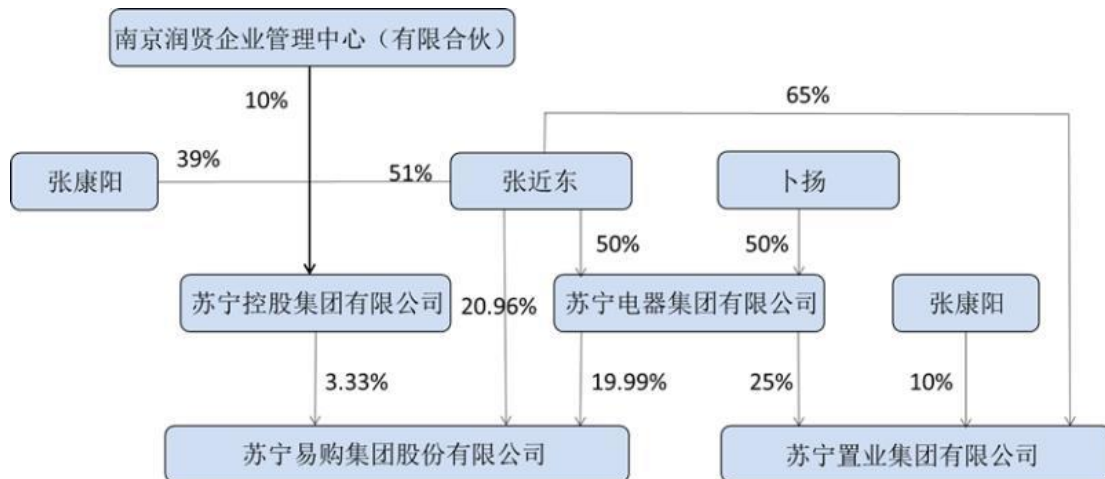 南京润贤企业管理中心（有限合伙）
10%
65%
39%
51%
张康阳
张近东
卜扬
50%
50%
苏宁控股集团有限公司
20.96%
苏宁电器集团有限公司
张康阳
3.33%
19.99%
25%
10%
苏宁易购集团股份有限公司
苏宁置业集团有限公司